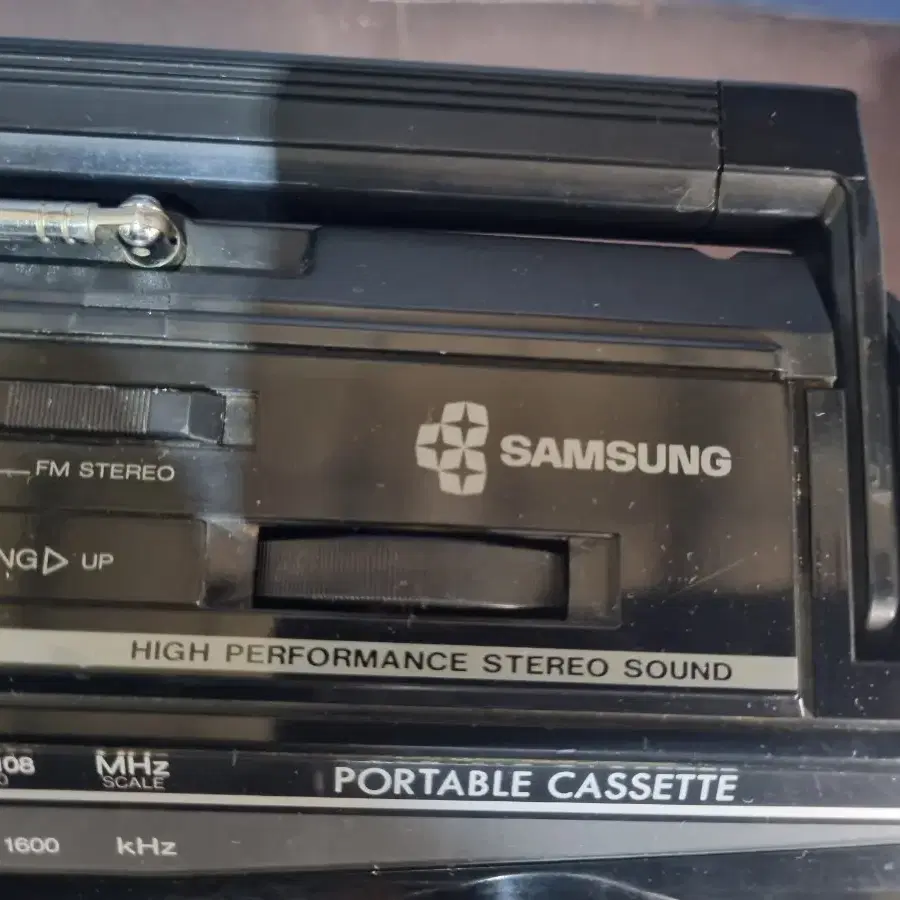 SAMSUNG
FM STEREO
UP
HIGH PERFORMANCE STEREO SOUND
108 MHz
SCALE
PORTABLE CASSETTE
1600 kHz